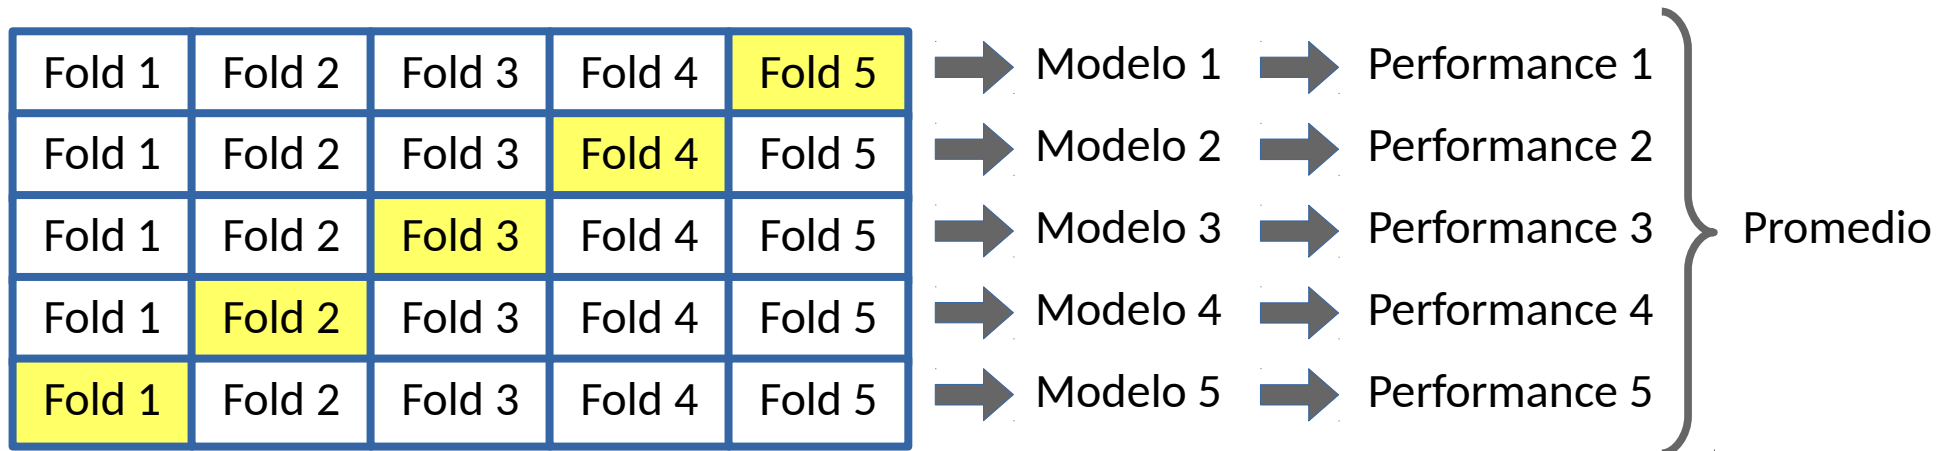 Fold 1 Fold 2 Fold 3 Fold 4 Fold 5 Modelo 1 Performance 1
Fold 1 Fold 2 Fold 3 Fold 4 Fold 5 Modelo 2 Performance 2
Fold 1 Fold 2 Fold 3 Fold 4 Fold 5 Modelo 3 Performance 3 Promedio
Fold 1 Fold 2 Fold 3 Fold 4 Fold 5 Modelo 4 Performance 4
Fold 1 Fold 2 Fold 3 Fold 4 Fold 5 Modelo 5 Performance 5